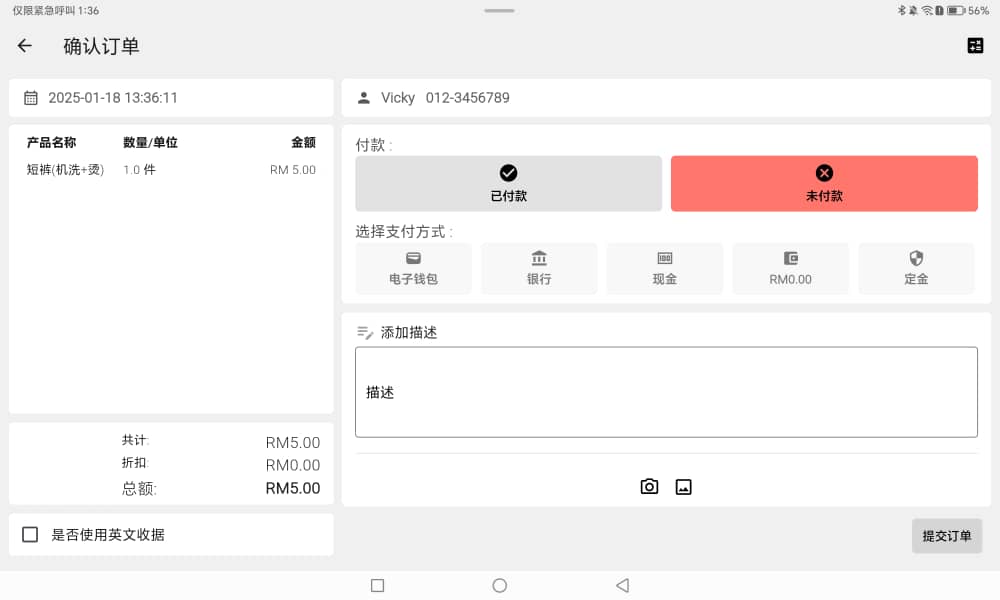 仅限紧急呼叫 1:36
56%
确认订单
2025-01-18 13:36:11
Vicky 012-3456789
产品名称 数量/单位 金额
短裤(机洗+烫) 1.0 件 RM 5.00
共计: RM5.00
折扣: RM0.00
总额: RM5.00
是否使用英文收据
付款 :
已付款 未付款
选择支付方式 :
电子钱包 银行 现金 RM0.00 定金
添加描述
描述
提交订单